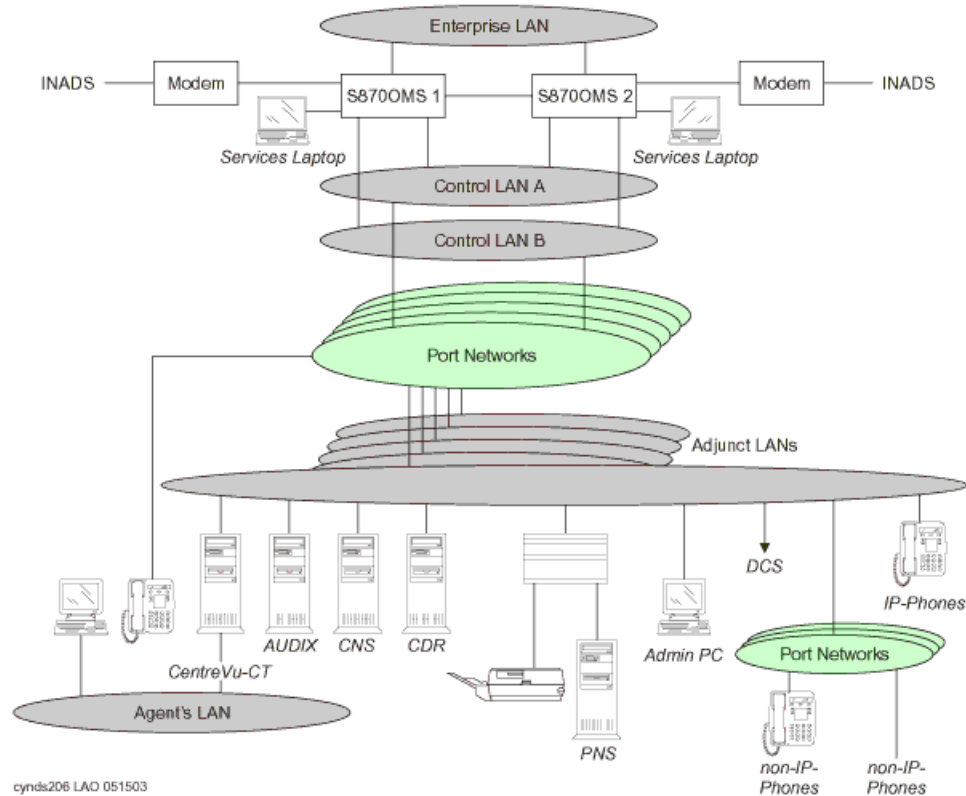 Enterprise LAN
INADS
Modem
S870OMS 1
S870OMS 2
Modem
INADS
Services Laptop
Services Laptop
Control LAN A
Control LAN B
Port Networks
Adjunct LANs
DCS
IP-Phones
AUDIX
CNS
CDR
Admin PC
Port Networks
CentreVu-CT
Agent's LAN
PNS
non-IP-
Phones
non-IP-
Phones
cynds206 LAO 051503